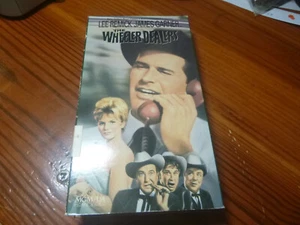 LEE REMICK JAMES GARNER
THE
WHEELER DEALERS